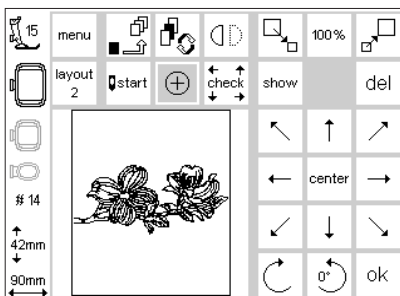 15
menu
100%
layout
2
start
check
show
del
center
# 14
42mm
90mm
0°
ok